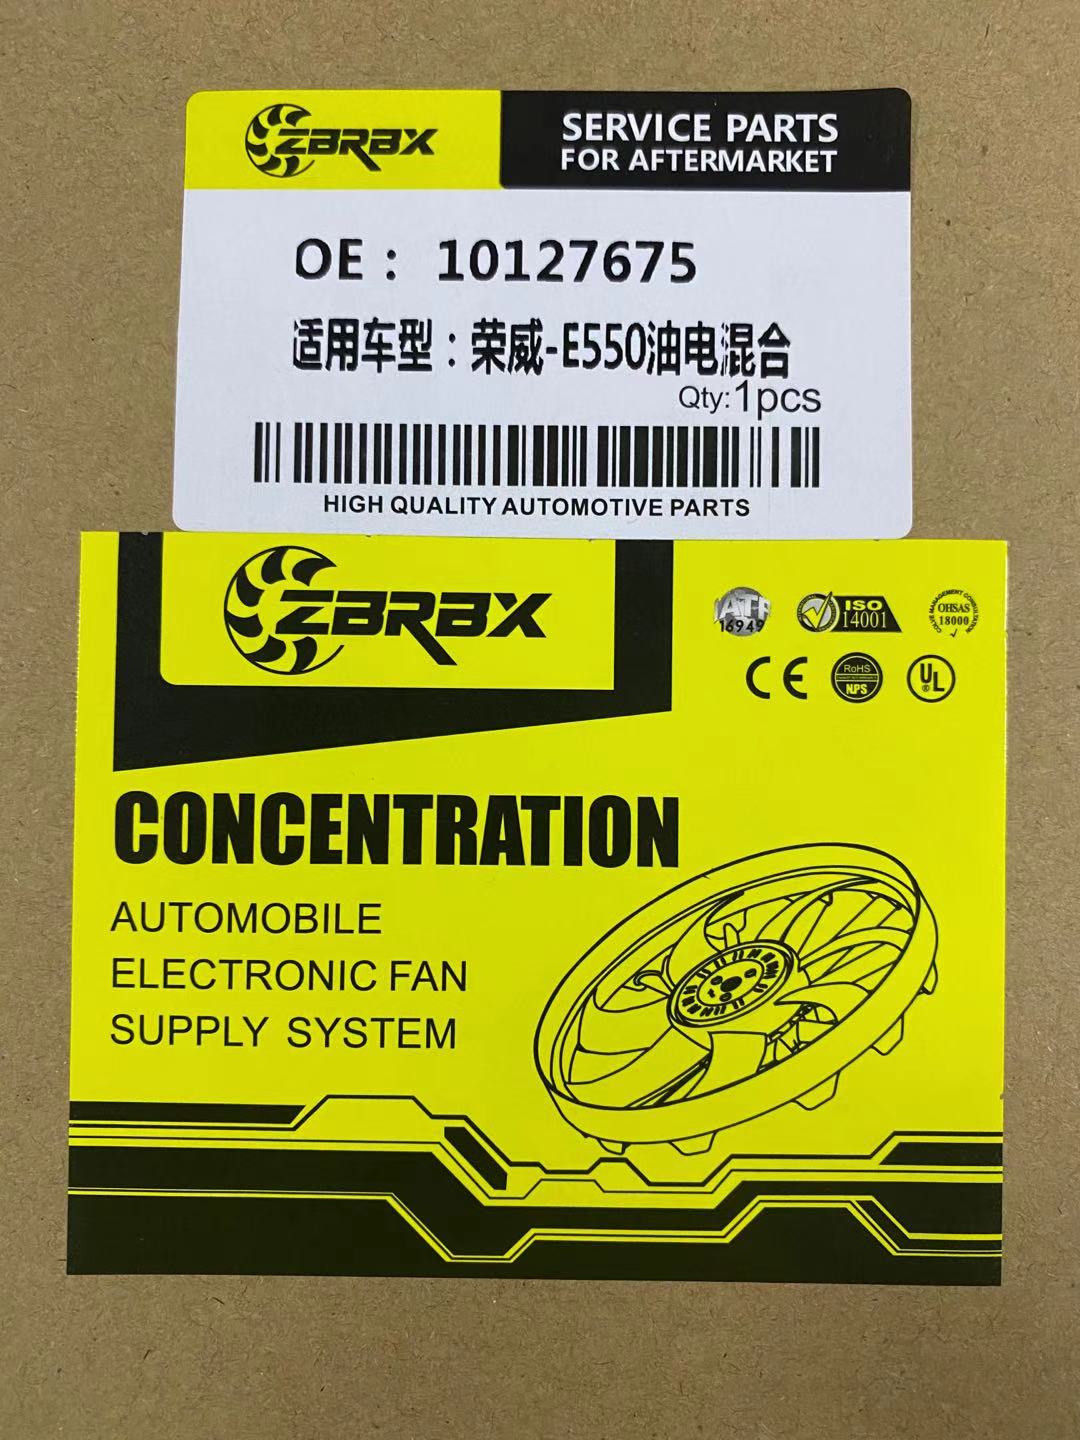 ZBRBX
SERVICE PARTS
FOR AFTERMARKET
OE： 10127675
适用车型：荣威-E550油电混合
Qty:1pcs
HIGH QUALITY AUTOMOTIVE PARTS
ZBRBX
IATF
16949
ISO
14001
OHSAS
18000
CE
RoHS
NPS
UL
®
CONCENTRATION
AUTOMOBILE
ELECTRONIC FAN
SUPPLY SYSTEM